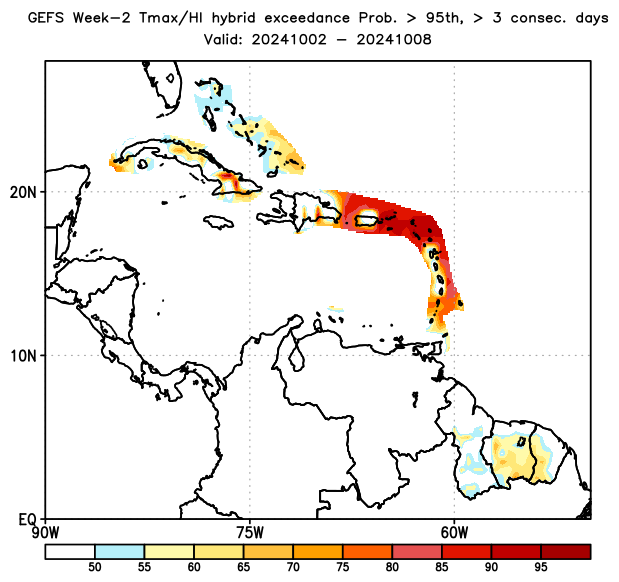 GEFS Week-2 Tmax/HI hybrid exceedance Prob. > 95th, > 3 consec. days
Valid: 20241002 - 20241008
20N
10N
EQ
90W 75W 60W
50 55 60 65 70 75 80 85 90 95